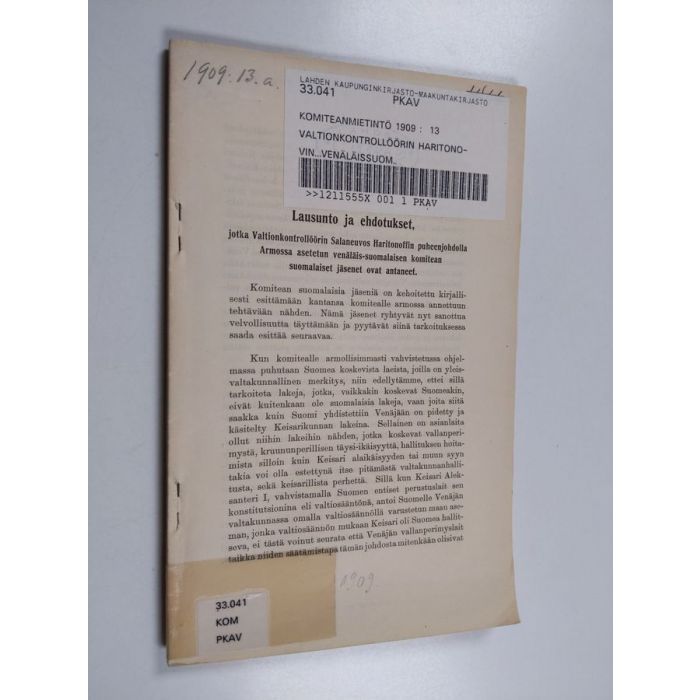 1909:13.a.
LAHDEN KAUPUNGINKIRJASTO-MAAKUNTAKIRJASTO
33.041 PKAV
KOMITEANMIETINTÖ 1909 : 13
VALTIONKONTROLLÖÖRIN HARITONO-
VIN...VENÄLÄISSUOM..
>>1211555X 001 1 PKAV
Lausunto ja ehdotukset,
jotka Valtionkontrollöörin Salaneuvos Haritonoffin puheenjohdolla
Armossa asetetun venäläis-suomalaisen komitean
suomalaiset jäsenet ovat antaneet.
Komitean suomalaisia jäseniä on kehoitettu kirjalli-
sesti esittämään kantansa komitealle armossa annettuun
tehtävään nähden. Nämä jäsenet ryhtyvät nyt sanottua
velvollisuutta täyttämään ja pyytävät siinä tarkoituksessa
saada esittää seuraavaa.
Kun komitealle armollisimmasti vahvistetussa ohjel-
massa puhutaan Suomea koskevista laeista, joilla on yleis-
valtakunnallinen merkitys, niin edellytämme, ettei sillä
tarkoiteta lakeja, jotka, vaikkakin koskevat Suomeakin,
eivät kuitenkaan ole suomalaisia lakeja, vaan joita siitä
saakka kuin Suomi yhdistettiin Venäjään on pidetty ja
käsitelty Keisarikunnan lakeina. Sellainen on asianlaita
ollut niihin lakeihin nähden, jotka koskevat vallanperi-
mystä, kruununperillisen täysi-ikäisyyttä, hallituksen hoita-
mista silloin kuin Keisari alaikäisyyden tai muun syyn
takia voi olla estettynä itse pitämästä valtakunnanhalli-
tusta, sekä keisarillista perhettä. Sillä kun Keisari Alek-
santeri I, vahvistamalla Suomen entiset perustuslait sen
konstitutsionina eli valtiosääntönä, antoi Suomelle Venäjän
valtakunnassa omalla valtiosäännöllä varustetun maan ase-
man, jonka valtiosäännön mukaan Keisari oli Suomea hallit-
seva, ei tästä voinut seurata että Venäjän vallanperimyslait
taikka niiden säätämistapa tämän johdosta mitenkään olisivat
1909.
33.041
KOM
PKAV